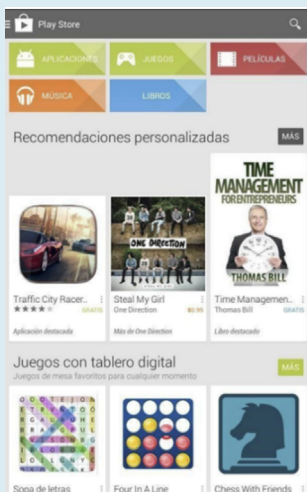 Play Store
APLICACIONES
JUEGOS
PELÍCULAS
MÚSICA
LIBROS
Recomendaciones personalizadas
MÁS
ONE DIRECTION
TIME
MANAGEMENT
FOR ENTREPRENEURS
THOMAS BILL
Traffic City Racer..
GRATIS
Aplicación destacada
Steal My Girl
One Direction
$0.99
Más de One Direction
Time Managemen..
Thomas Bill
GRATIS
Libro destacado
Juegos con tablero digital
Juegos de mesa favoritos para cualquier momento
MÁS
Sopa de letras
Four In A Line
Chess With Friends